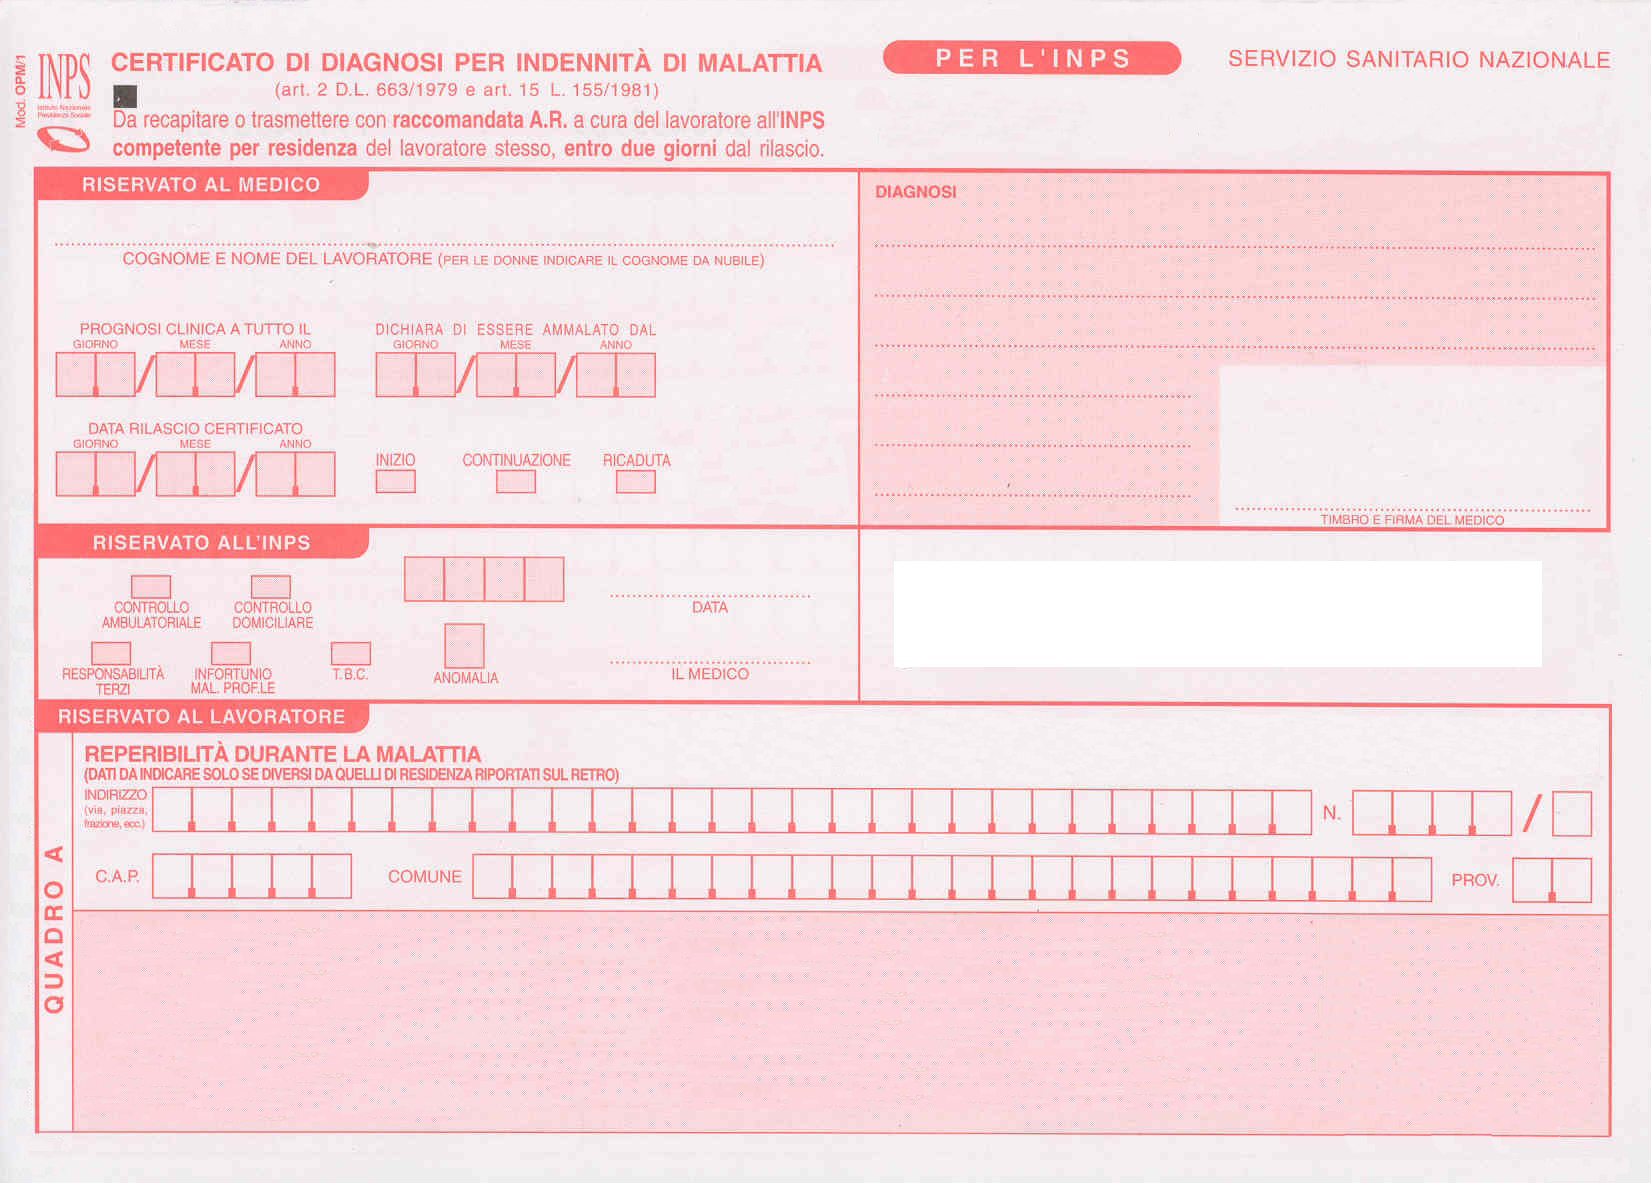 Mod. OPM/1
INPS
Istituto Nazionale
Previdenza Sociale
CERTIFICATO DI DIAGNOSI PER INDENNITÀ DI MALATTIA
(art. 2 D.L. 663/1979 e art. 15 L. 155/1981)
Da recapitare o trasmettere con raccomandata A.R. a cura del lavoratore all'INPS
competente per residenza del lavoratore stesso, entro due giorni dal rilascio.
PER L'INPS
SERVIZIO SANITARIO NAZIONALE
RISERVATO AL MEDICO
COGNOME E NOME DEL LAVORATORE (PER LE DONNE INDICARE IL COGNOME DA NUBILE)
PROGNOSI CLINICA A TUTTO IL
GIORNO MESE ANNO
DICHIARA DI ESSERE AMMALATO DAL
GIORNO MESE ANNO
DATA RILASCIO CERTIFICATO
GIORNO MESE ANNO
INIZIO CONTINUAZIONE RICADUTA
DIAGNOSI
TIMBRO E FIRMA DEL MEDICO
RISERVATO ALL'INPS
CONTROLLO
AMBULATORIALE
CONTROLLO
DOMICILIARE
RESPONSABILITÀ
TERZI
INFORTUNIO
MAL. PROF.LE
T.B.C.
ANOMALIA
DATA
IL MEDICO
RISERVATO AL LAVORATORE
QUADRO A
REPERIBILITÀ DURANTE LA MALATTIA
(DATI DA INDICARE SOLO SE DIVERSI DA QUELLI DI RESIDENZA RIPORTATI SUL RETRO)
INDIRIZZO
(via, piazza,
frazione, ecc.)
N. /
C.A.P. COMUNE PROV.